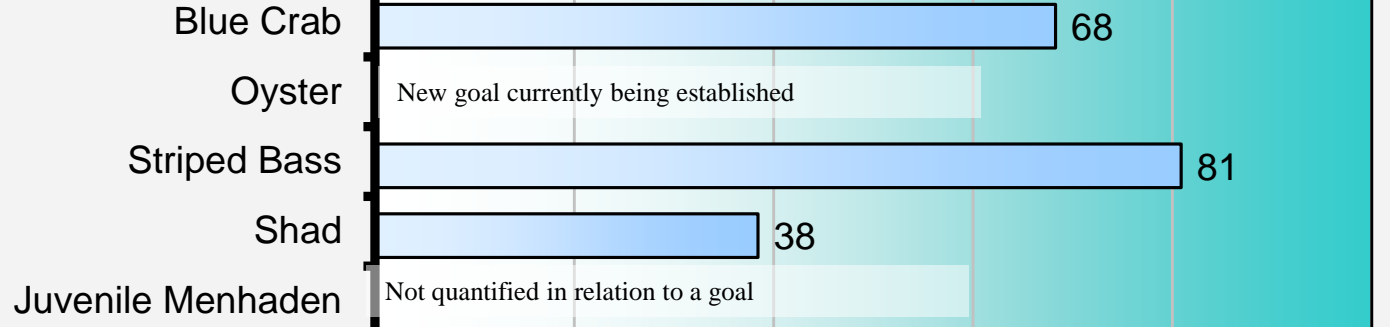 Blue Crab 68
Oyster New goal currently being established
Striped Bass 81
Shad 38
Juvenile Menhaden Not quantified in relation to a goal